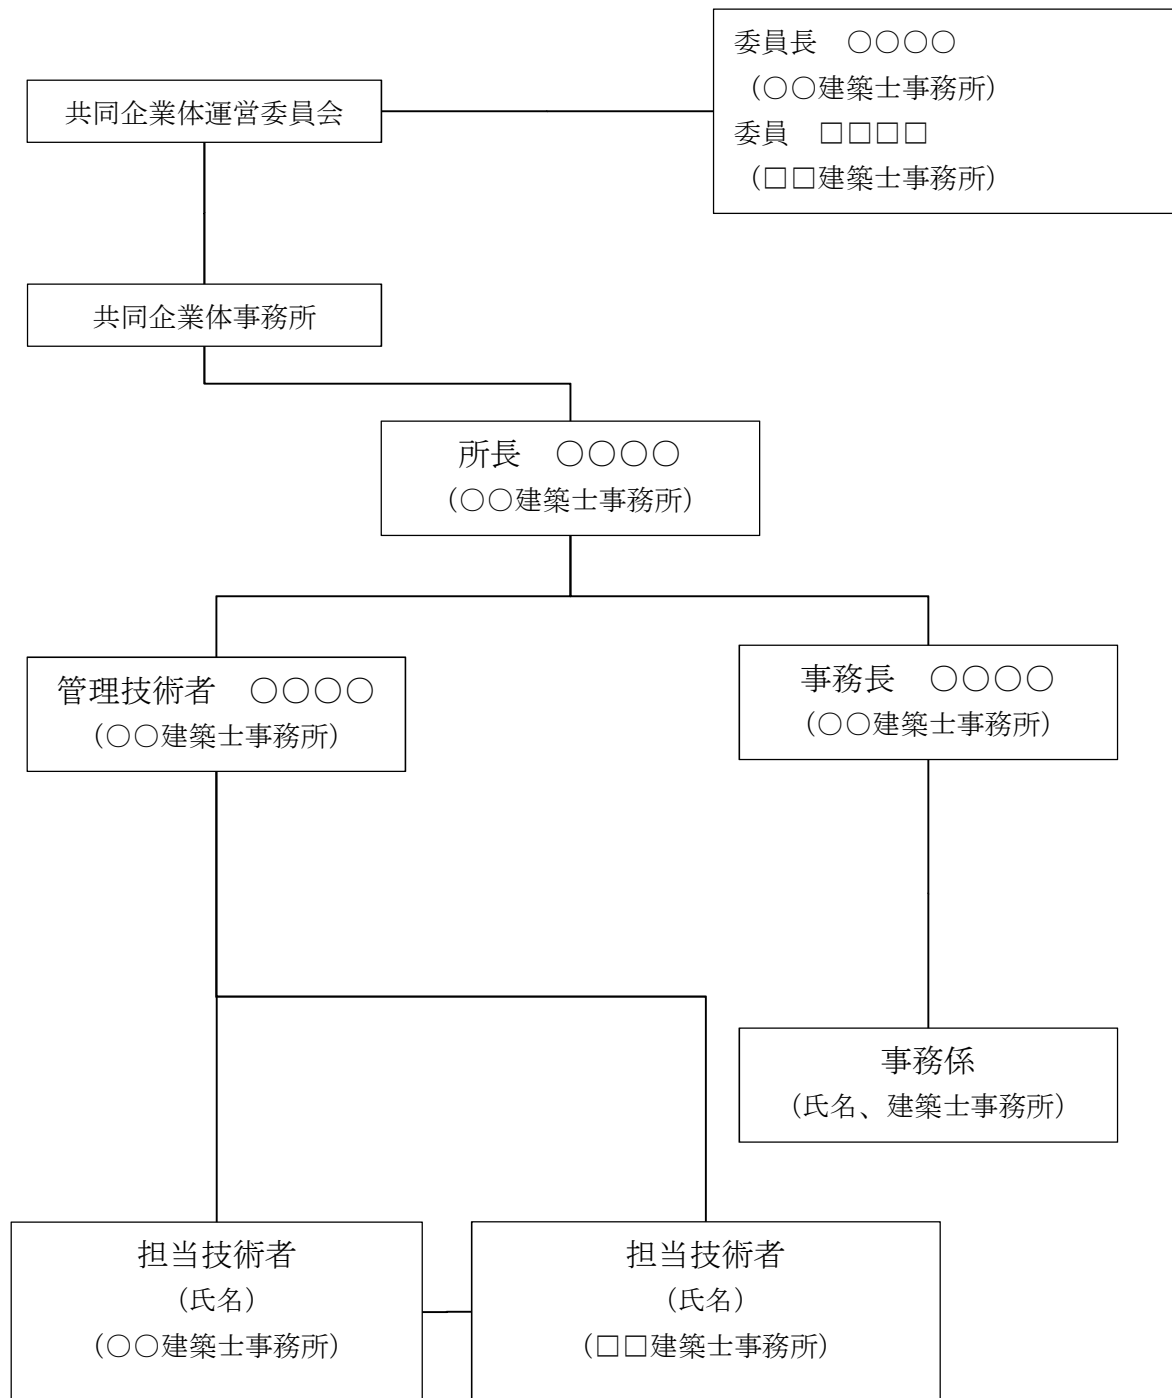 委員長　○○○○
（○○建築士事務所）
委員　□□□□
（□□建築士事務所）
共同企業体運営委員会
共同企業体事務所
所長　○○○○
（○○建築士事務所）
管理技術者　○○○○
（○○建築士事務所）
事務長　○○○○
（○○建築士事務所）
事務係
（氏名、建築士事務所）
担当技術者
（氏名）
（○○建築士事務所）
担当技術者
（氏名）
（□□建築士事務所）